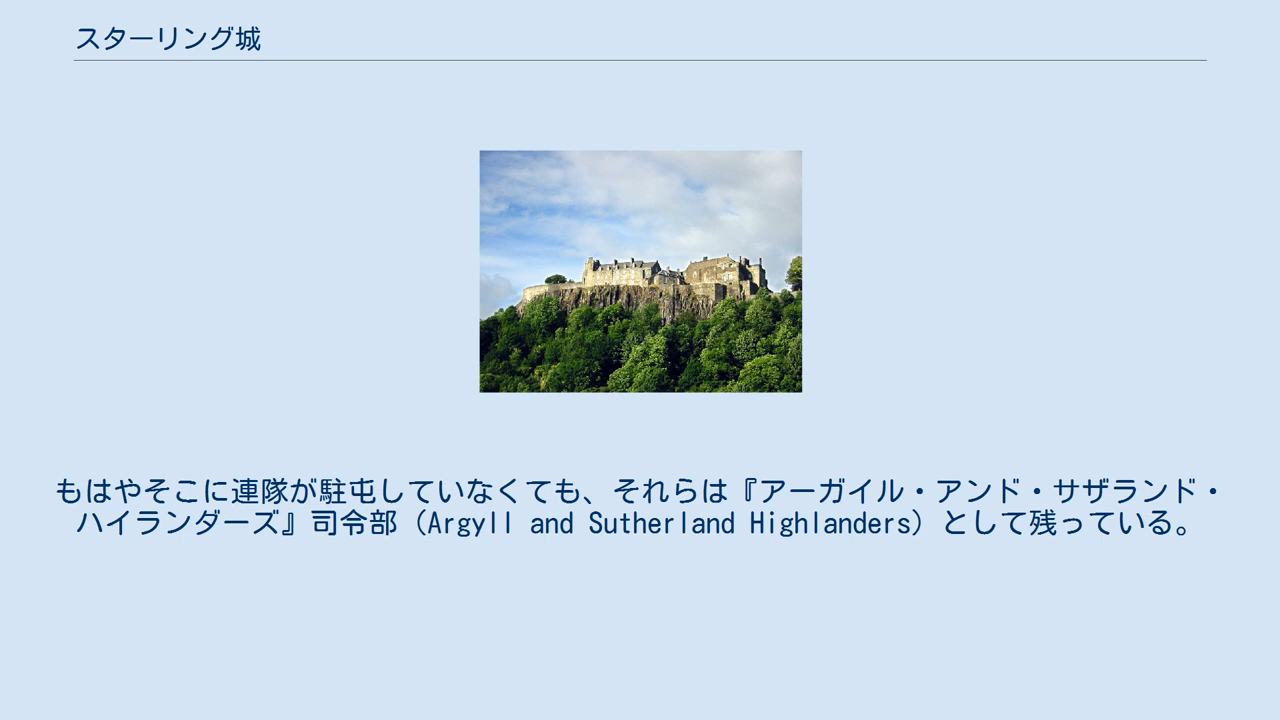 スターリング城
もはやそこに連隊が駐屯していなくても、それらは『アーガイル・アンド・サザランド・
ハイランダーズ』司令部（Argyll and Sutherland Highlanders）として残っている。